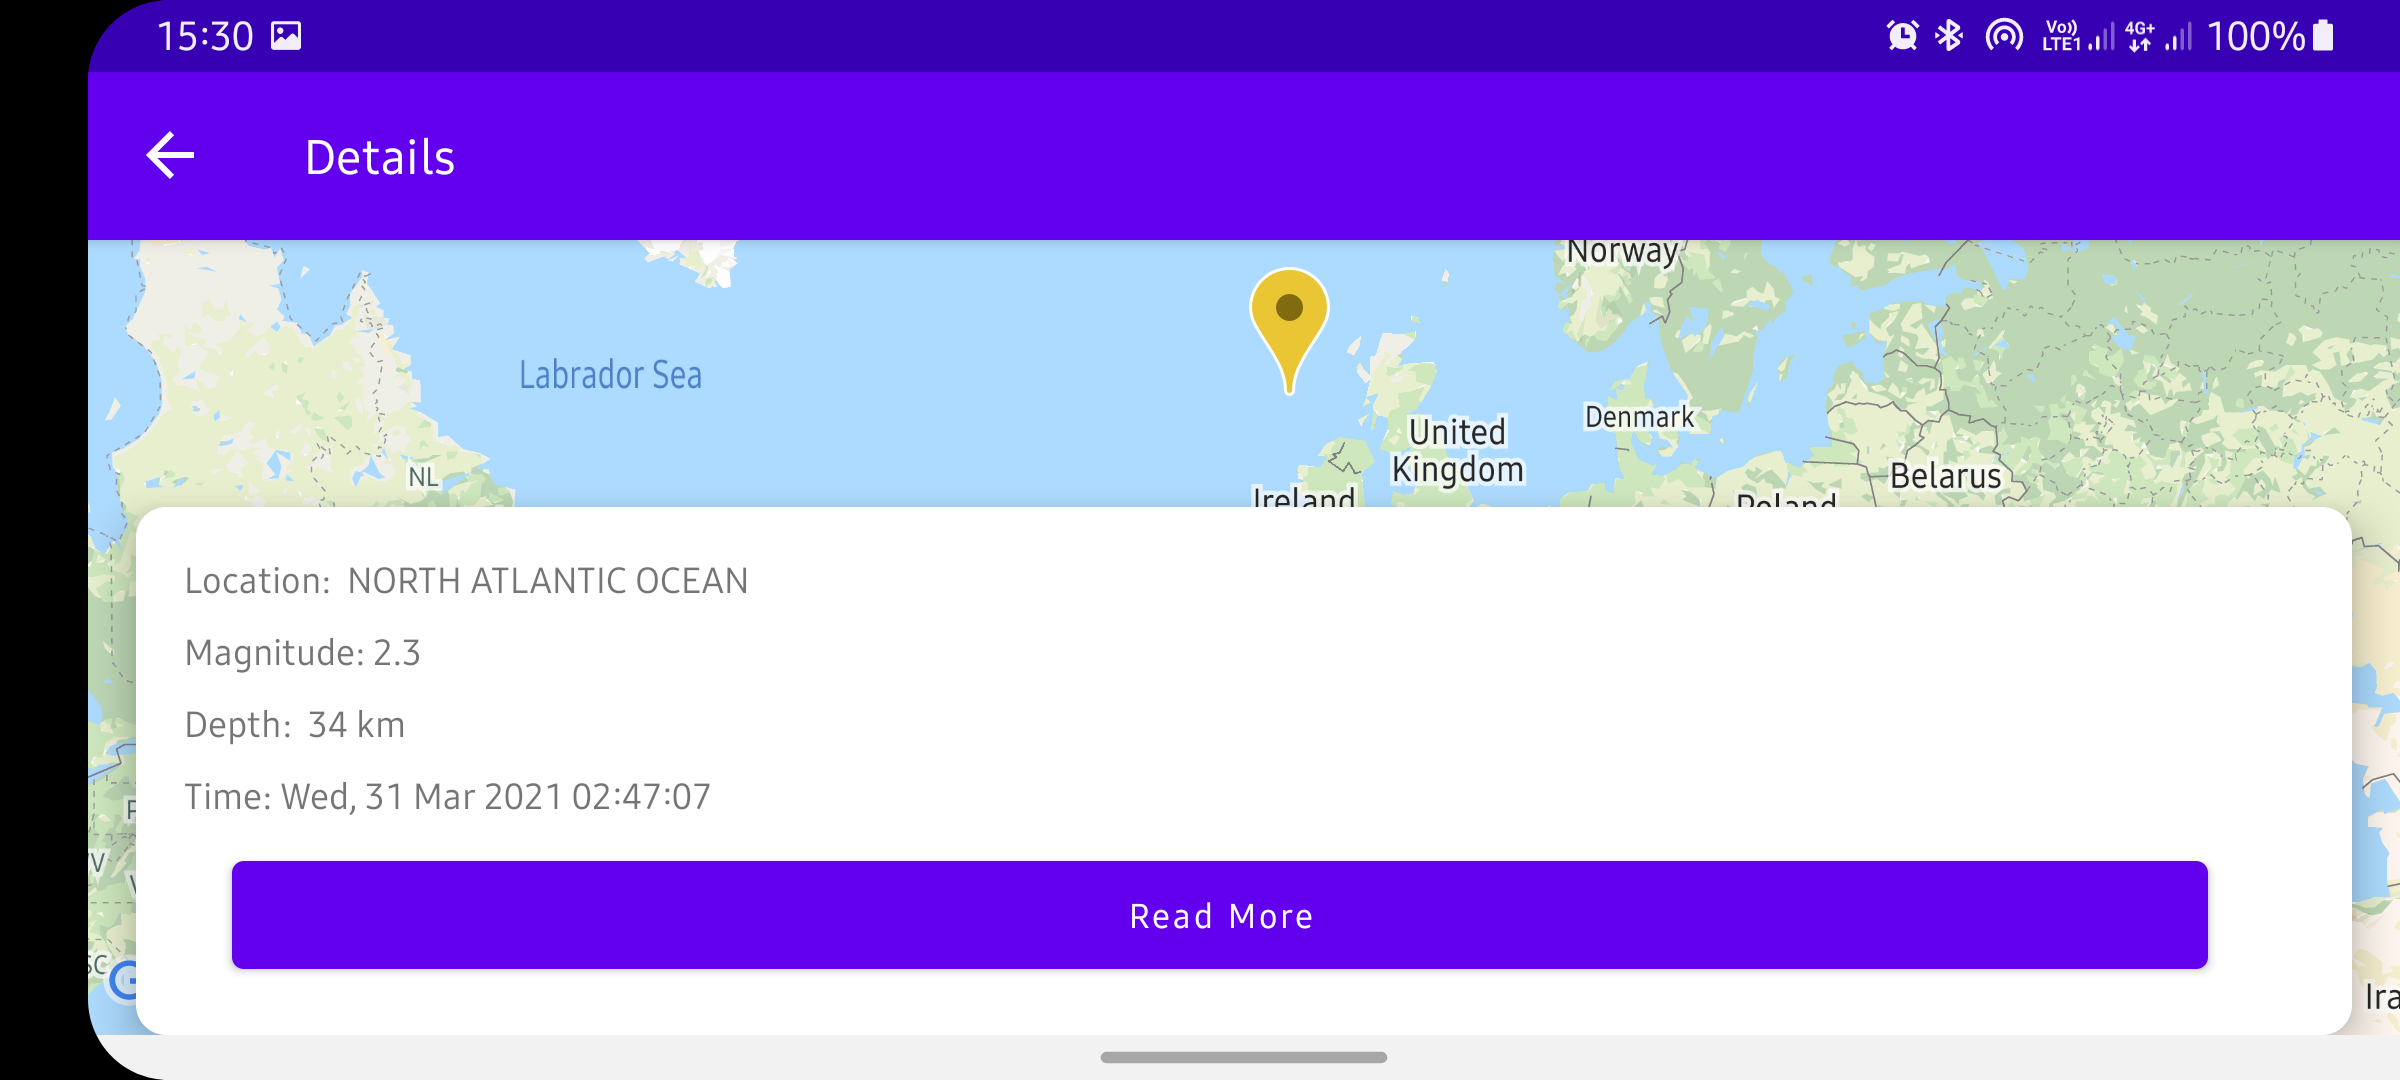 15:30
Vo)) LTE1 4G+ 100%
Details
Norway
Labrador Sea
Denmark
United
Kingdom
NL
Belarus
Ireland
Poland
Location: NORTH ATLANTIC OCEAN
Magnitude: 2.3
Depth: 34 km
Time: Wed, 31 Mar 2021 02:47:07
Read More
SC
G
Ira